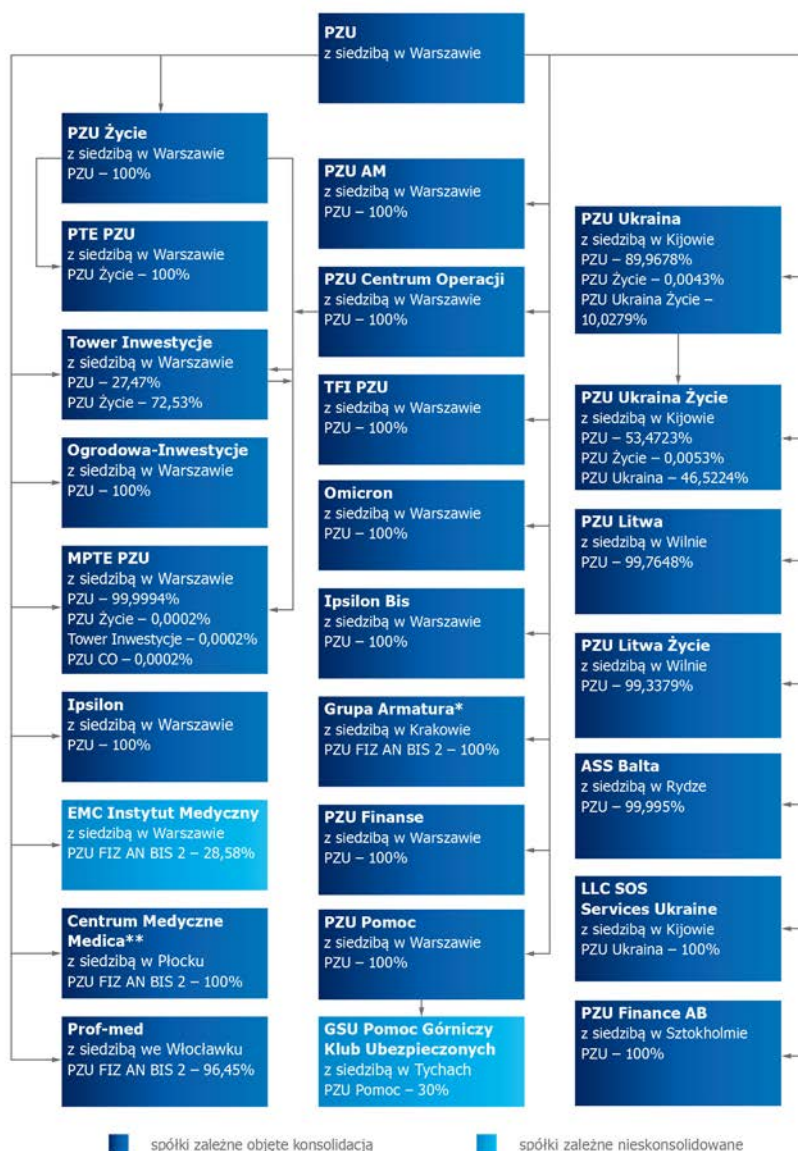 PZU
z siedzibą w Warszawie
PZU Życie
z siedzibą w Warszawie
PZU – 100%
PTE PZU
z siedzibą w Warszawie
PZU Życie – 100%
Tower Inwestycje
z siedzibą w Warszawie
PZU – 27,47%
PZU Życie – 72,53%
Ogrodowa-Inwestycje
z siedzibą w Warszawie
PZU – 100%
MPTE PZU
z siedzibą w Warszawie
PZU – 99,9994%
PZU Życie – 0,0002%
Tower Inwestycje – 0,0002%
PZU CO – 0,0002%
Ipsilon
z siedzibą w Warszawie
PZU – 100%
EMC Instytut Medyczny
z siedzibą w Warszawie
PZU FIZ AN BIS 2 – 28,58%
Centrum Medyczne
Medica**
z siedzibą w Płocku
PZU FIZ AN BIS 2 – 100%
Prof-med
z siedzibą we Włocławku
PZU FIZ AN BIS 2 – 96,45%
PZU AM
z siedzibą w Warszawie
PZU – 100%
PZU Centrum Operacji
z siedzibą w Warszawie
PZU – 100%
TFI PZU
z siedzibą w Warszawie
PZU – 100%
Omicron
z siedzibą w Warszawie
PZU – 100%
Ipsilon Bis
z siedzibą w Warszawie
PZU – 100%
Grupa Armatura*
z siedzibą w Krakowie
PZU FIZ AN BIS 2 – 100%
PZU Finanse
z siedzibą w Warszawie
PZU – 100%
PZU Pomoc
z siedzibą w Warszawie
PZU – 100%
GSU Pomoc Górniczy
Klub Ubezpieczonych
z siedzibą w Tychach
PZU Pomoc – 30%
PZU Ukraina
z siedzibą w Kijowie
PZU – 89,9678%
PZU Życie – 0,0043%
PZU Ukraina Życie –
10,0279%
PZU Ukraina Życie
z siedzibą w Kijowie
PZU – 53,4723%
PZU Życie – 0,0053%
PZU Ukraina – 46,5224%
PZU Litwa
z siedzibą w Wilnie
PZU – 99,7648%
PZU Litwa Życie
z siedzibą w Wilnie
PZU – 99,3379%
ASS Balta
z siedzibą w Rydze
PZU – 99,995%
LLC SOS
Services Ukraine
z siedzibą w Kijowie
PZU Ukraina – 100%
PZU Finance AB
z siedzibą w Sztokholmie
PZU – 100%
spółki zależne objęte konsolidacją
spółki zależne nieskonsolidowane